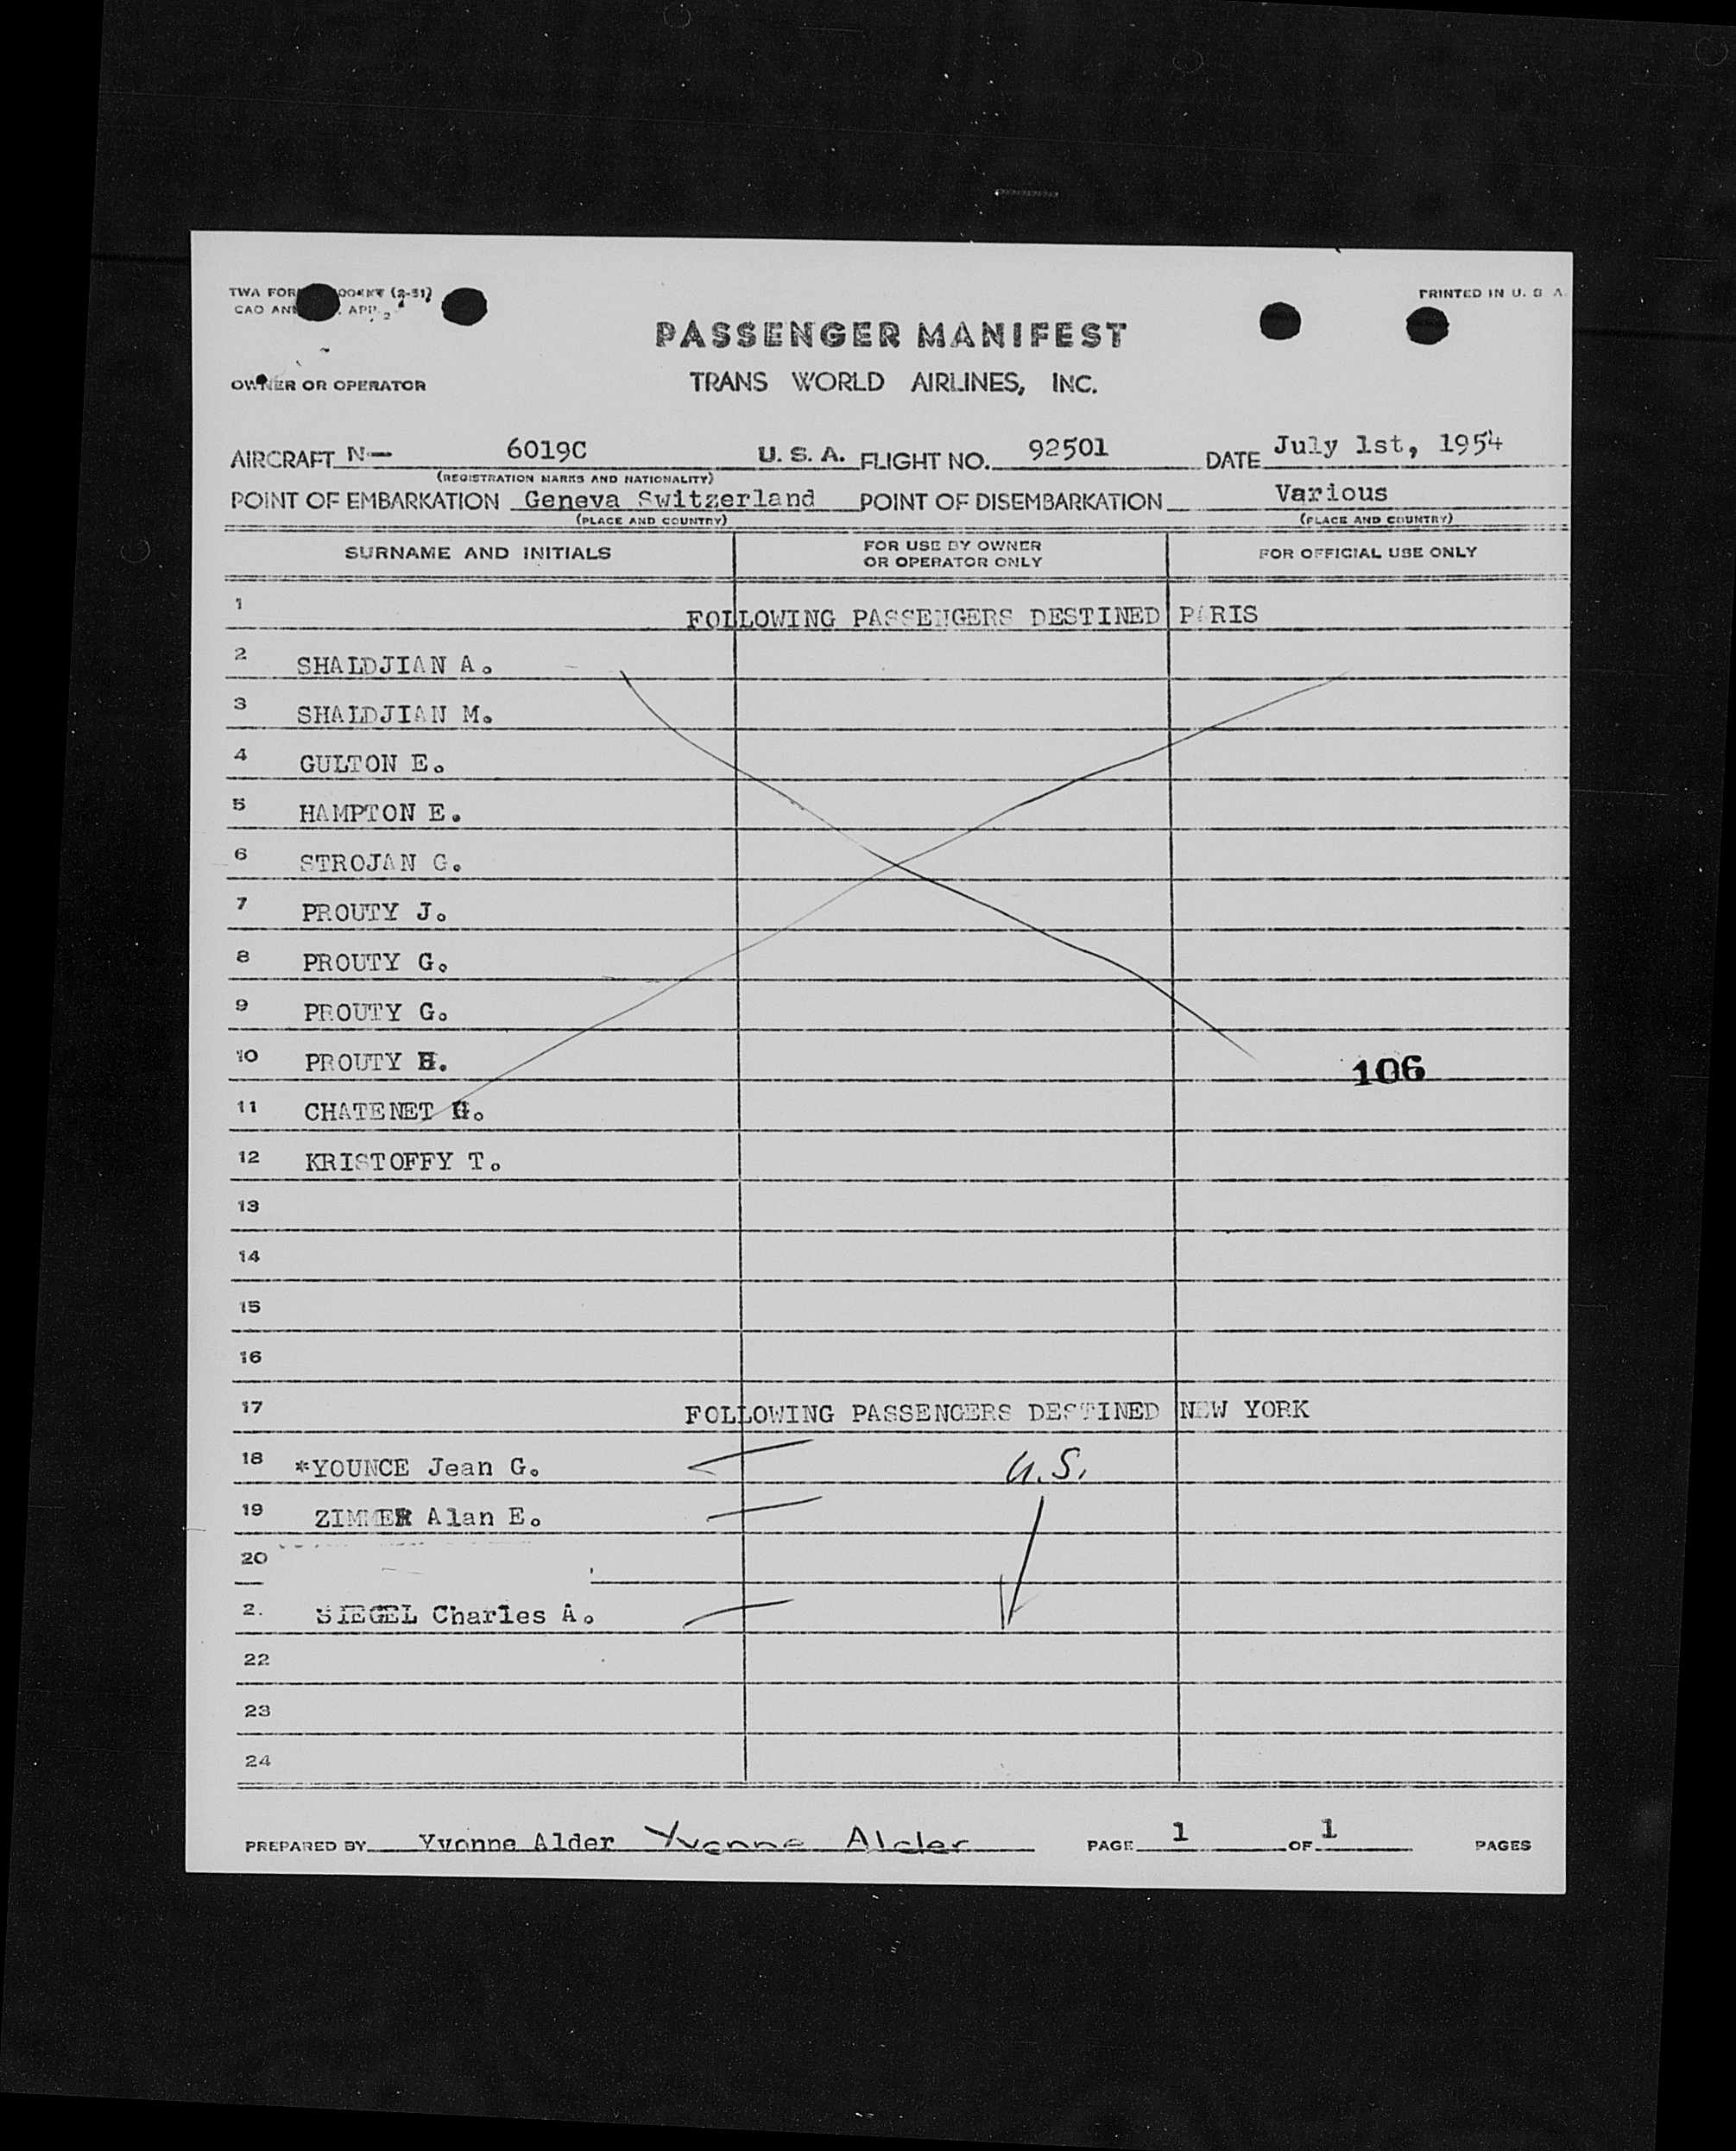 TWA FORM (2-51)
PRINTED IN U. S. A.
PASSENGER MANIFEST
OWNER OR OPERATOR TRANS WORLD AIRLINES, INC.
AIRCRAFT N— 6019C U. S. A. FLIGHT NO. 92501 DATE July 1st, 1954
(REGISTRATION MARKS AND NATIONALITY)
POINT OF EMBARKATION Geneva Switzerland POINT OF DISEMBARKATION Various
(PLACE AND COUNTRY) (PLACE AND COUNTRY)
SURNAME AND INITIALS FOR USE BY OWNER OR OPERATOR ONLY FOR OFFICIAL USE ONLY
1 FOLLOWING PASSENGERS DESTINED PARIS
2 SHALDJIAN A.
3 SHALDJIAN M.
4 GULTON E.
5 HAMPTON E.
6 STROJAN G.
7 PROUTY J.
8 PROUTY G.
9 PROUTY G.
10 PROUTY H. 106
11 CHATENET G.
12 KRISTOFFY T.
13
14
15
16
17 FOLLOWING PASSENGERS DESTINED NEW YORK
18 *YOUNCE Jean G. U.S.
19 ZIMMER Alan E.
20
2. SIEGEL Charles A.
22
23
24
PREPARED BY Yvonne Alder Yvonne Alder PAGE 1 OF 1 PAGES